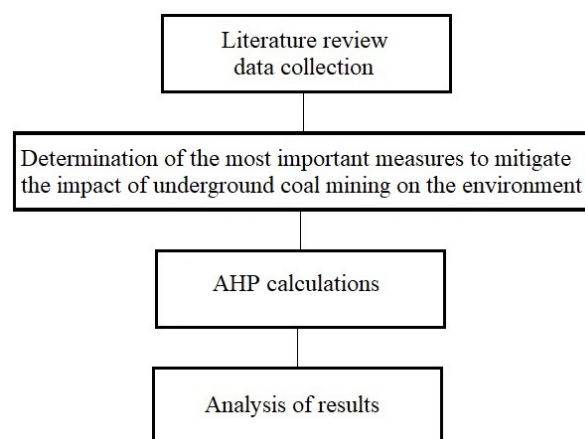 Literature review
data collection
Determination of the most important measures to mitigate
the impact of underground coal mining on the environment
AHP calculations
Analysis of results